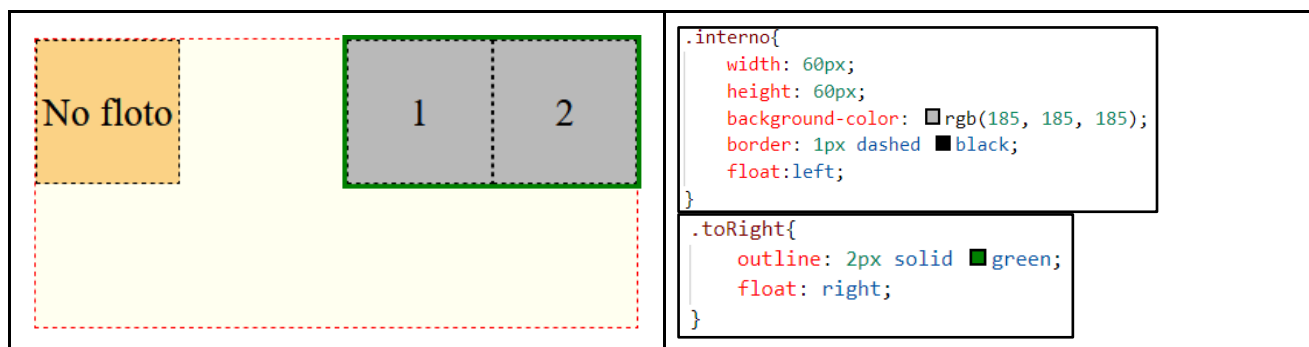 No floto
1
2
.interno{
width: 60px;
height: 60px;
background-color: rgb(185, 185, 185);
border: 1px dashed black;
float:left;
}
.toRight{
outline: 2px solid green;
float: right;
}